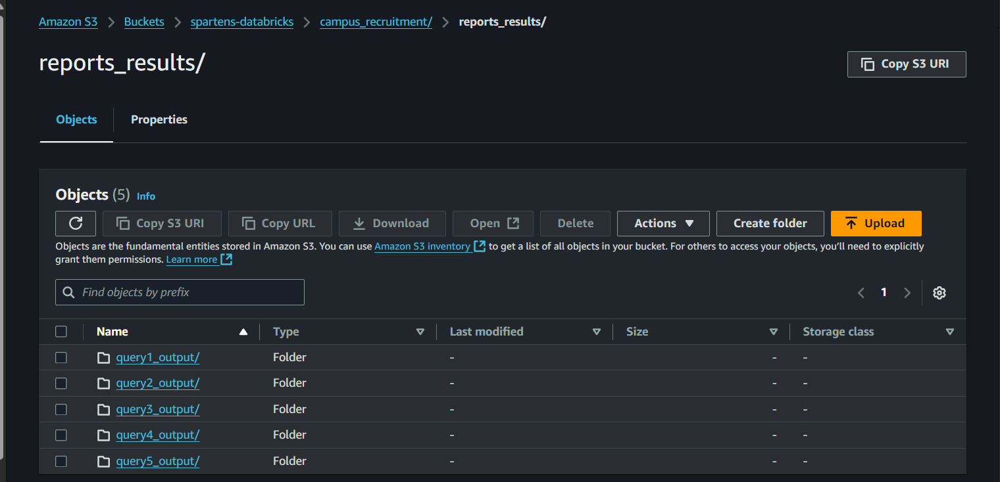 Amazon S3 > Buckets > spartens-databricks > campus_recruitment/ > reports_results/
reports_results/
Copy S3 URI
Objects
Properties
Objects (5) Info
Copy S3 URI
Copy URL
Download
Open
Delete
Actions
Create folder
Upload
Objects are the fundamental entities stored in Amazon S3. You can use Amazon S3 inventory to get a list of all objects in your bucket. For others to access your objects, you’ll need to explicitly
grant them permissions. Learn more
Find objects by prefix
1
Name Type Last modified Size Storage class
query1_output/ Folder - - -
query2_output/ Folder - - -
query3_output/ Folder - - -
query4_output/ Folder - - -
query5_output/ Folder - - -